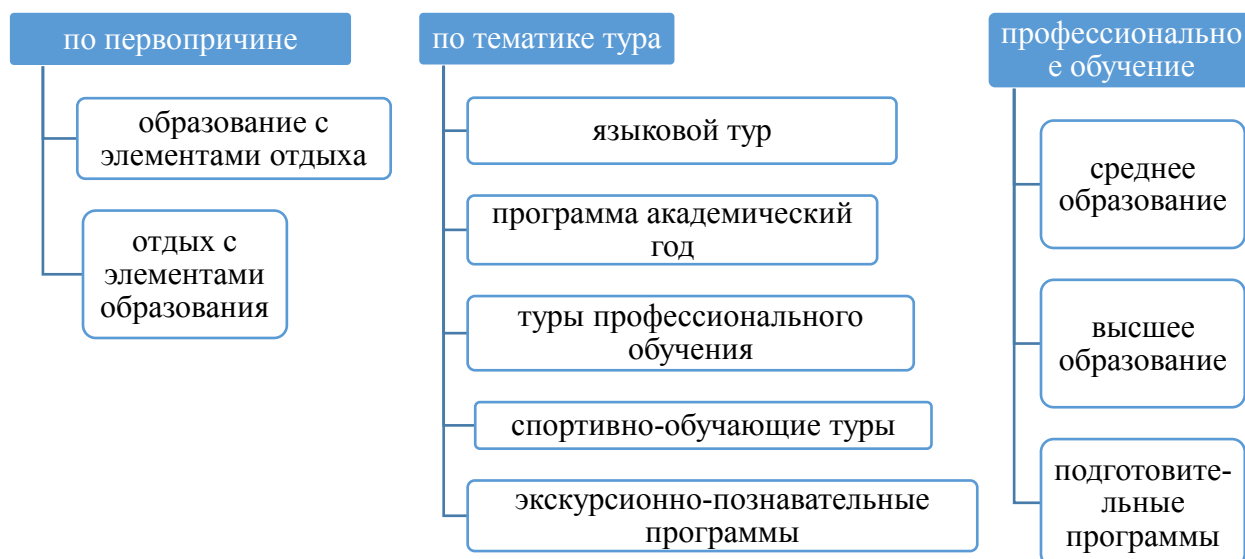 по первопричине
образование с
элементами отдыха
отдых с
элементами
образования
по тематике тура
языковой тур
программа академический
год
туры профессионального
обучения
спортивно-обучающие туры
экскурсионно-познавательные
программы
профессионально
е обучение
среднее
образование
высшее
образование
подготовите-
льные
программы